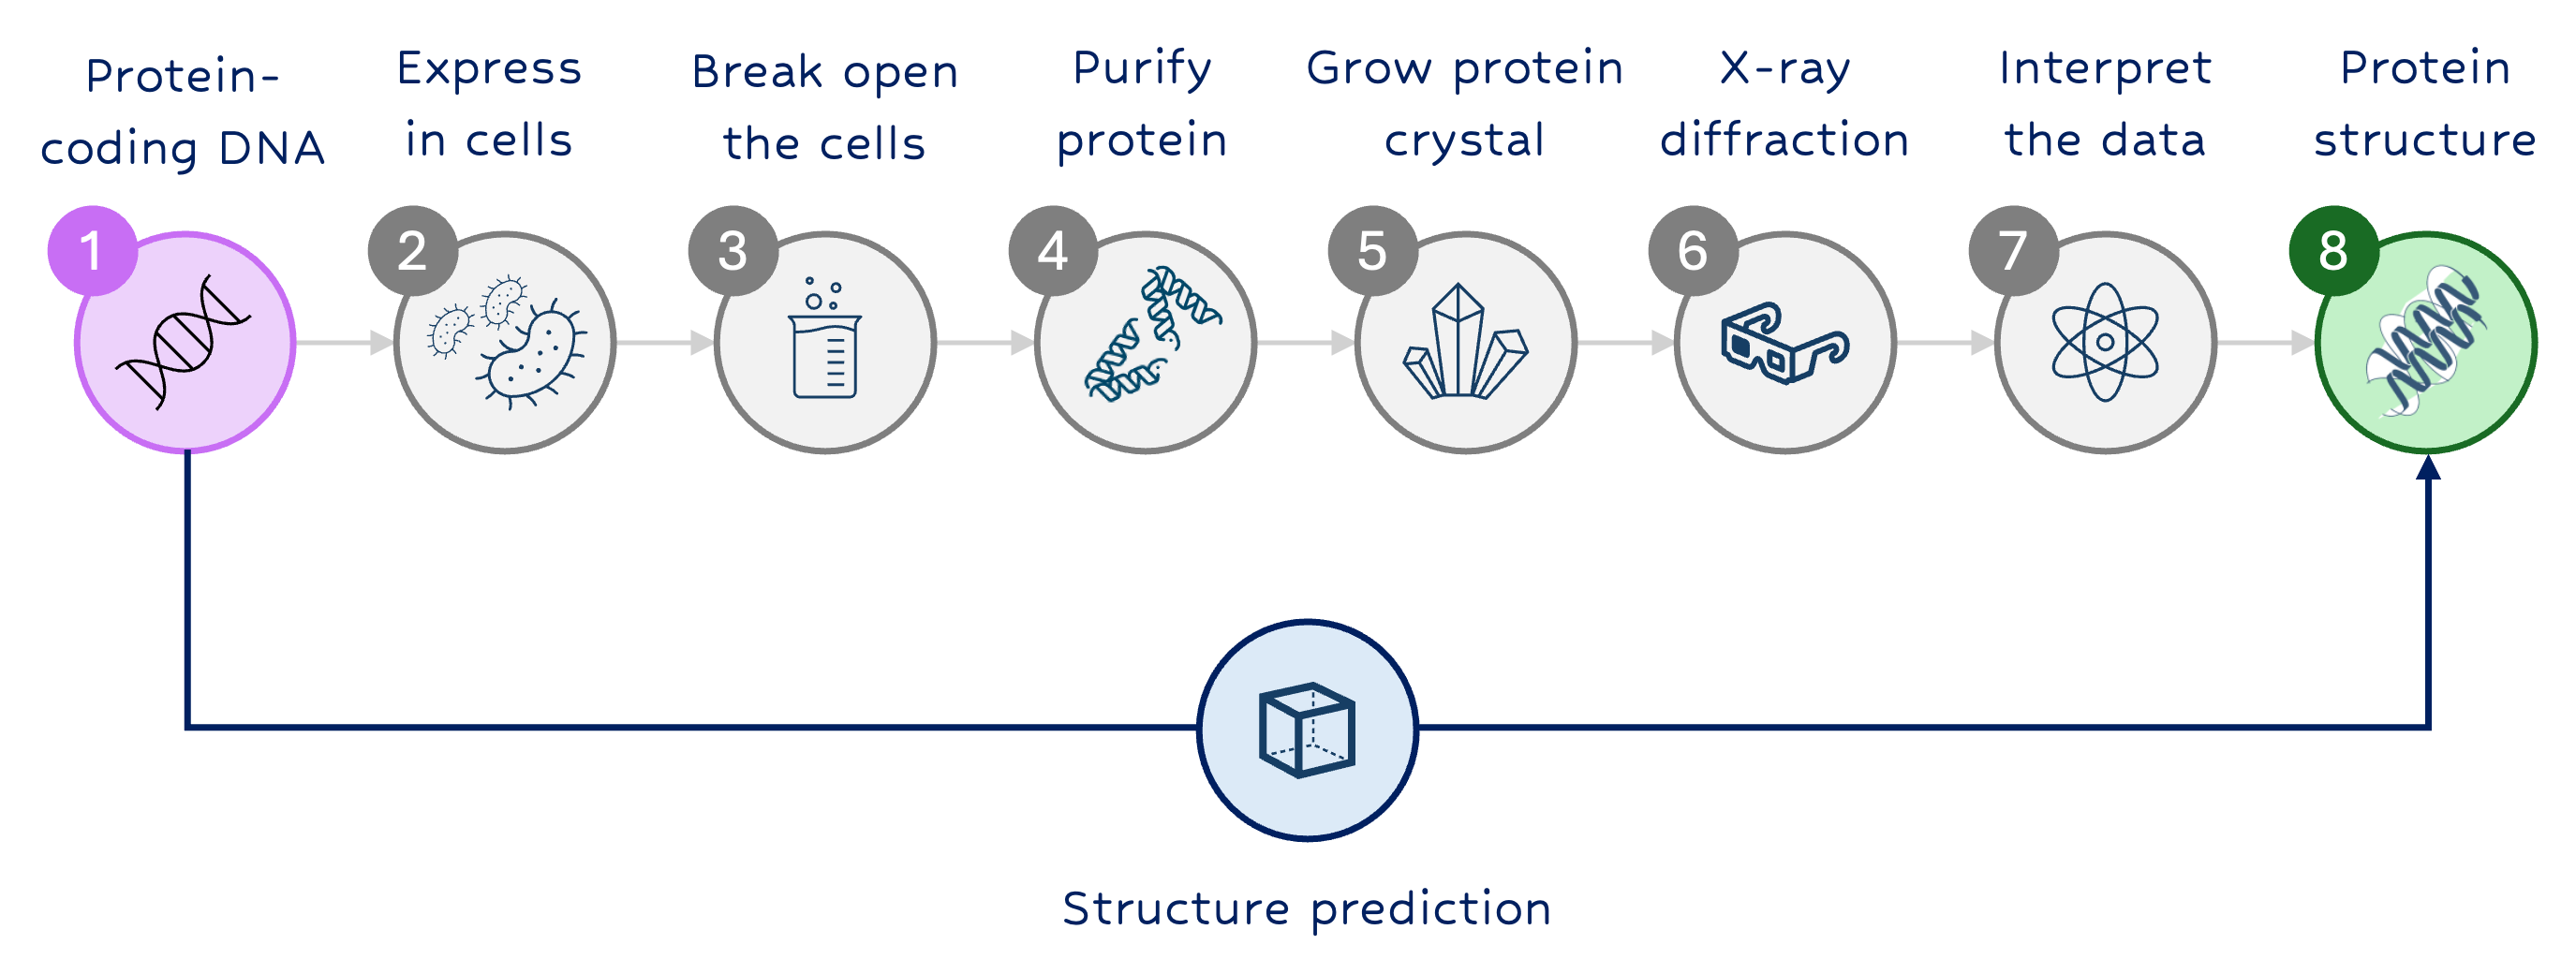 Protein-
coding DNA
Express
in cells
Break open
the cells
Purify
protein
Grow protein
crystal
X-ray
diffraction
Interpret
the data
Protein
structure
1
2
3
4
5
6
7
8
Structure prediction